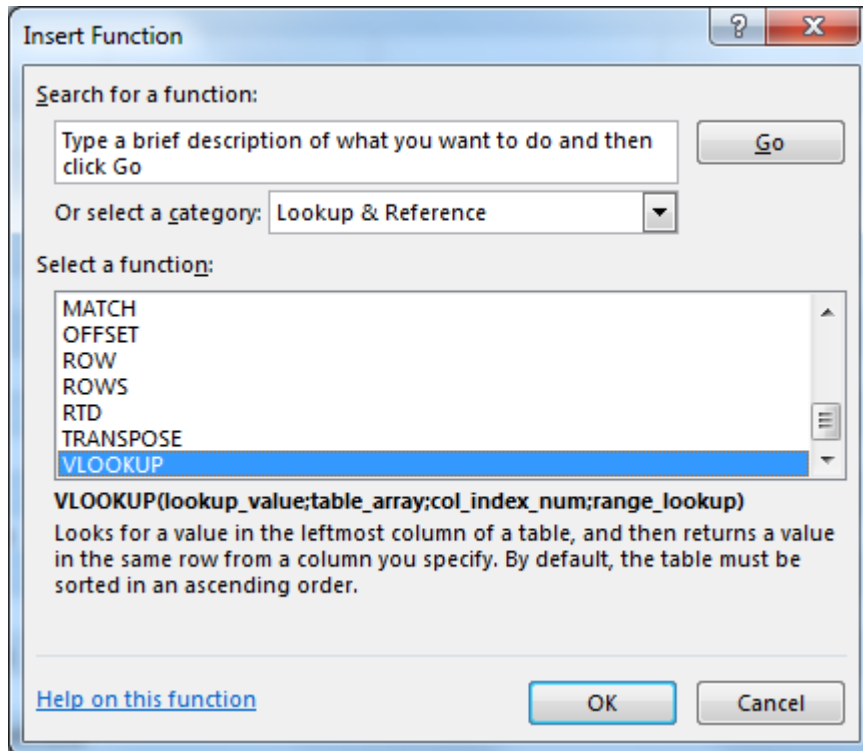 Insert Function
Search for a function:
Type a brief description of what you want to do and then
click Go
Go
Or select a category: Lookup & Reference
Select a function:
MATCH
OFFSET
ROW
ROWS
RTD
TRANSPOSE
VLOOKUP
VLOOKUP(lookup_value;table_array;col_index_num;range_lookup)
Looks for a value in the leftmost column of a table, and then returns a value
in the same row from a column you specify. By default, the table must be
sorted in an ascending order.
Help on this function
OK
Cancel